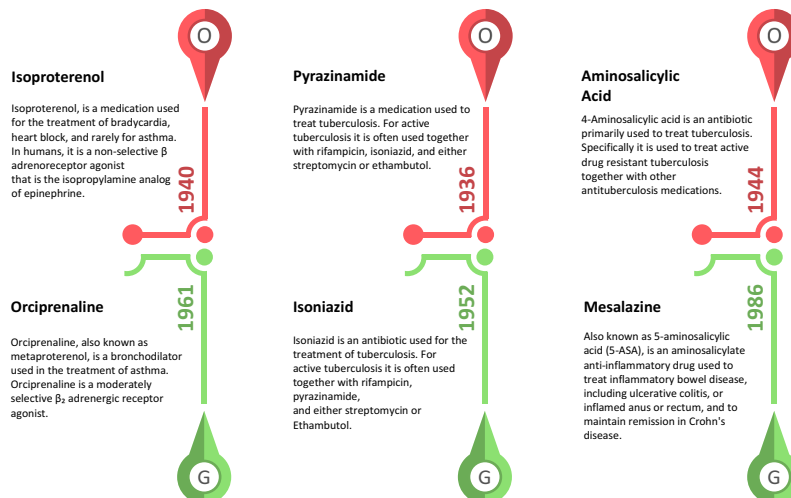 O
Isoproterenol
Isoproterenol, is a medication used
for the treatment of bradycardia,
heart block, and rarely for asthma.
In humans, it is a non-selective β
adrenoreceptor agonist
that is the isopropylamine analog
of epinephrine.
1940
Orciprenaline
1961
Orciprenaline, also known as
metaproterenol, is a bronchodilator
used in the treatment of asthma.
Orciprenaline is a moderately
selective β₂ adrenergic receptor
agonist.
G
O
Pyrazinamide
Pyrazinamide is a medication used to
treat tuberculosis. For active
tuberculosis it is often used together
with rifampicin, isoniazid, and either
streptomycin or ethambutol.
1936
Isoniazid
1952
Isoniazid is an antibiotic used for the
treatment of tuberculosis. For
active tuberculosis it is often used
together with rifampicin,
pyrazinamide,
and either streptomycin or
Ethambutol.
G
O
Aminosalicylic
Acid
4-Aminosalicylic acid is an antibiotic
primarily used to treat tuberculosis.
Specifically it is used to treat active
drug resistant tuberculosis
together with other
antituberculosis medications.
1944
Mesalazine
1986
Also known as 5-aminosalicylic
acid (5-ASA), is an aminosalicylate
anti-inflammatory drug used to
treat inflammatory bowel disease,
including ulcerative colitis, or
inflamed anus or rectum, and to
maintain remission in Crohn's
disease.
G